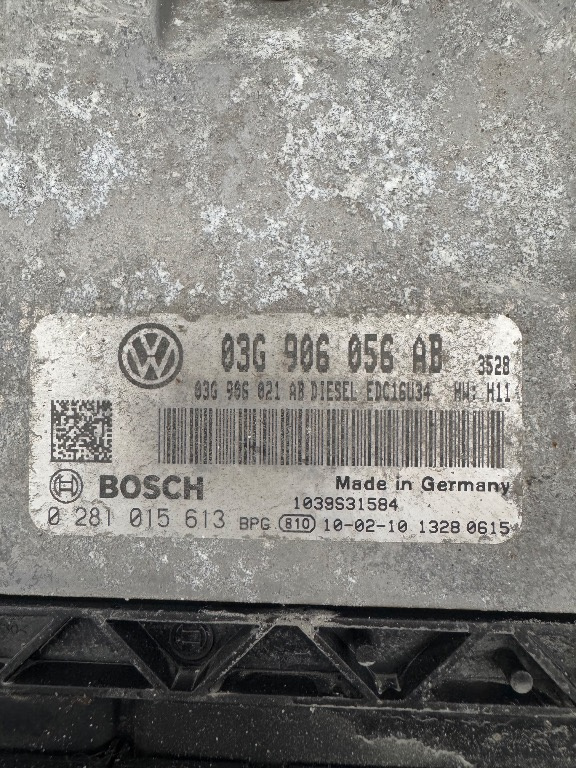 03G 906 056 AB 3528
03G 906 021 AB DIESEL EDC16U34 HW: H11
BOSCH
Made in Germany
1039S31584
0 281 015 613 BPG 810 10-02-10 1328 0615